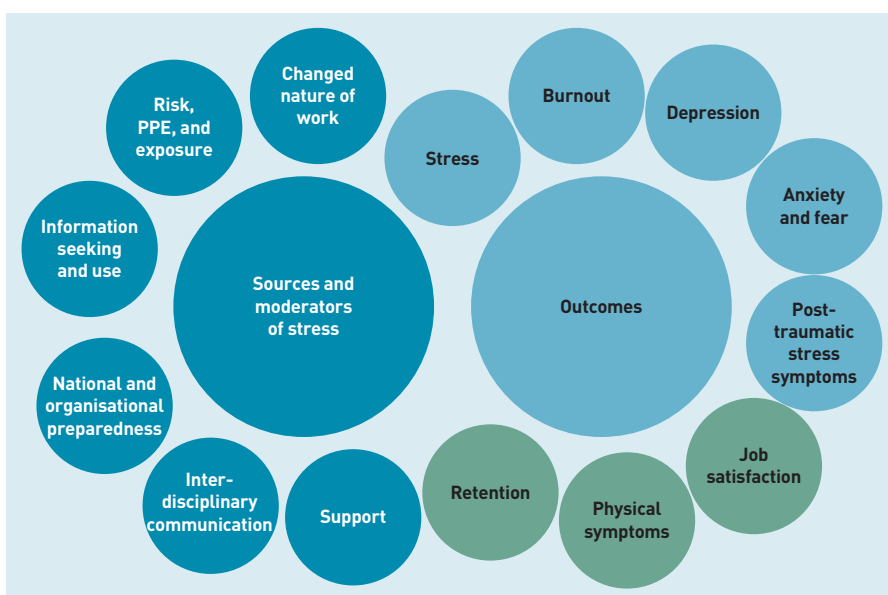 Changed
nature of
work
Risk,
PPE, and
exposure
Information
seeking
and use
Sources and
moderators
of stress
National and
organisational
preparedness
Inter-
disciplinary
communication
Support
Stress
Burnout
Depression
Anxiety
and fear
Outcomes
Post-
traumatic
stress
symptoms
Job
satisfaction
Physical
symptoms
Retention